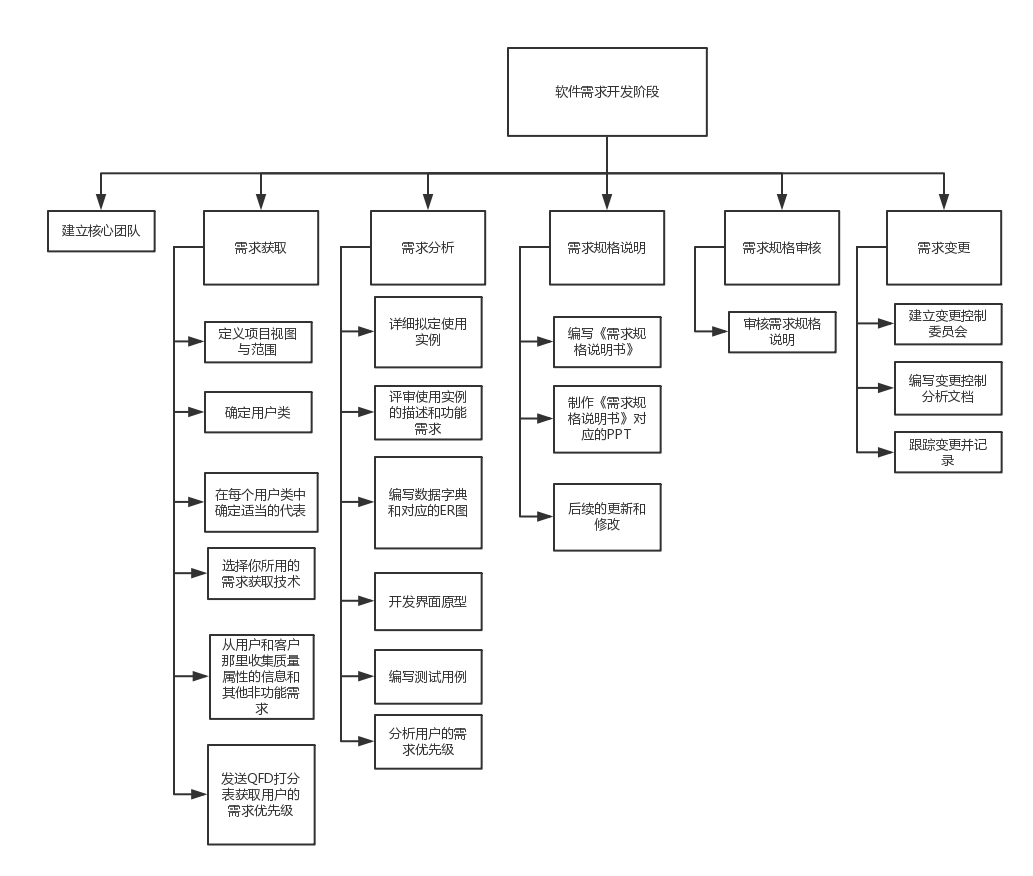 软件需求开发阶段
建立核心团队
需求获取
需求分析
需求规格说明
需求规格审核
需求变更
定义项目视图
与范围
确定用户类
在每个用户类中
确定适当的代表
选择你所用的
需求获取技术
从用户和客户
那里收集质量
属性的信息和
其他非功能需
求
发送QFD打分
表获取用户的
需求优先级
详细拟定使用
实例
评审使用实例
的描述和功能
需求
编写数据字典
和对应的ER图
开发界面原型
编写测试用例
分析用户的需
求优先级
编写《需求规
格说明书》
制作《需求规
格说明书》对
应的PPT
后续的更新和
修改
审核需求规格
说明
建立变更控制
委员会
编写变更控制
分析文档
跟踪变更并记
录